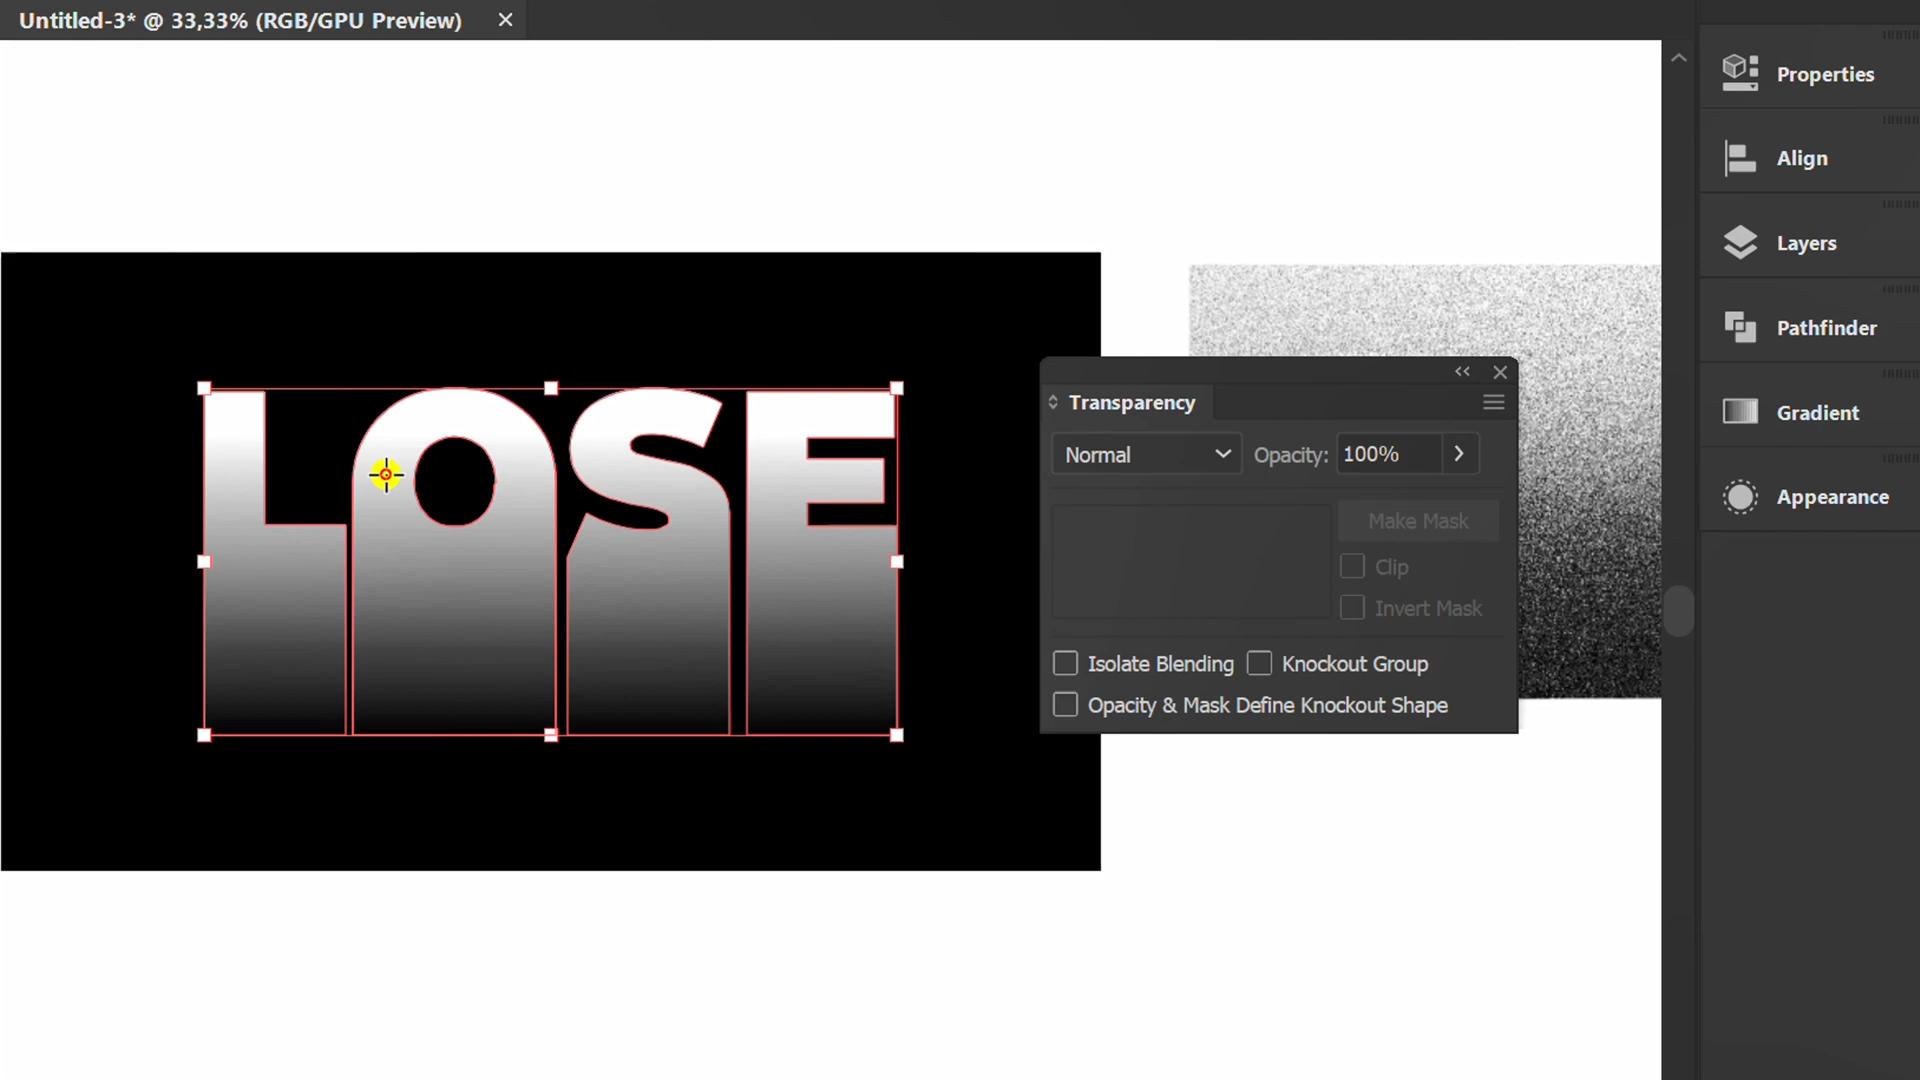 Untitled-3* @ 33,33% (RGB/GPU Preview)
Properties
Align
Layers
Pathfinder
Gradient
Appearance
LOSE
Transparency
Normal Opacity: 100%
Make Mask
Clip
Invert Mask
Isolate Blending Knockout Group
Opacity & Mask Define Knockout Shape